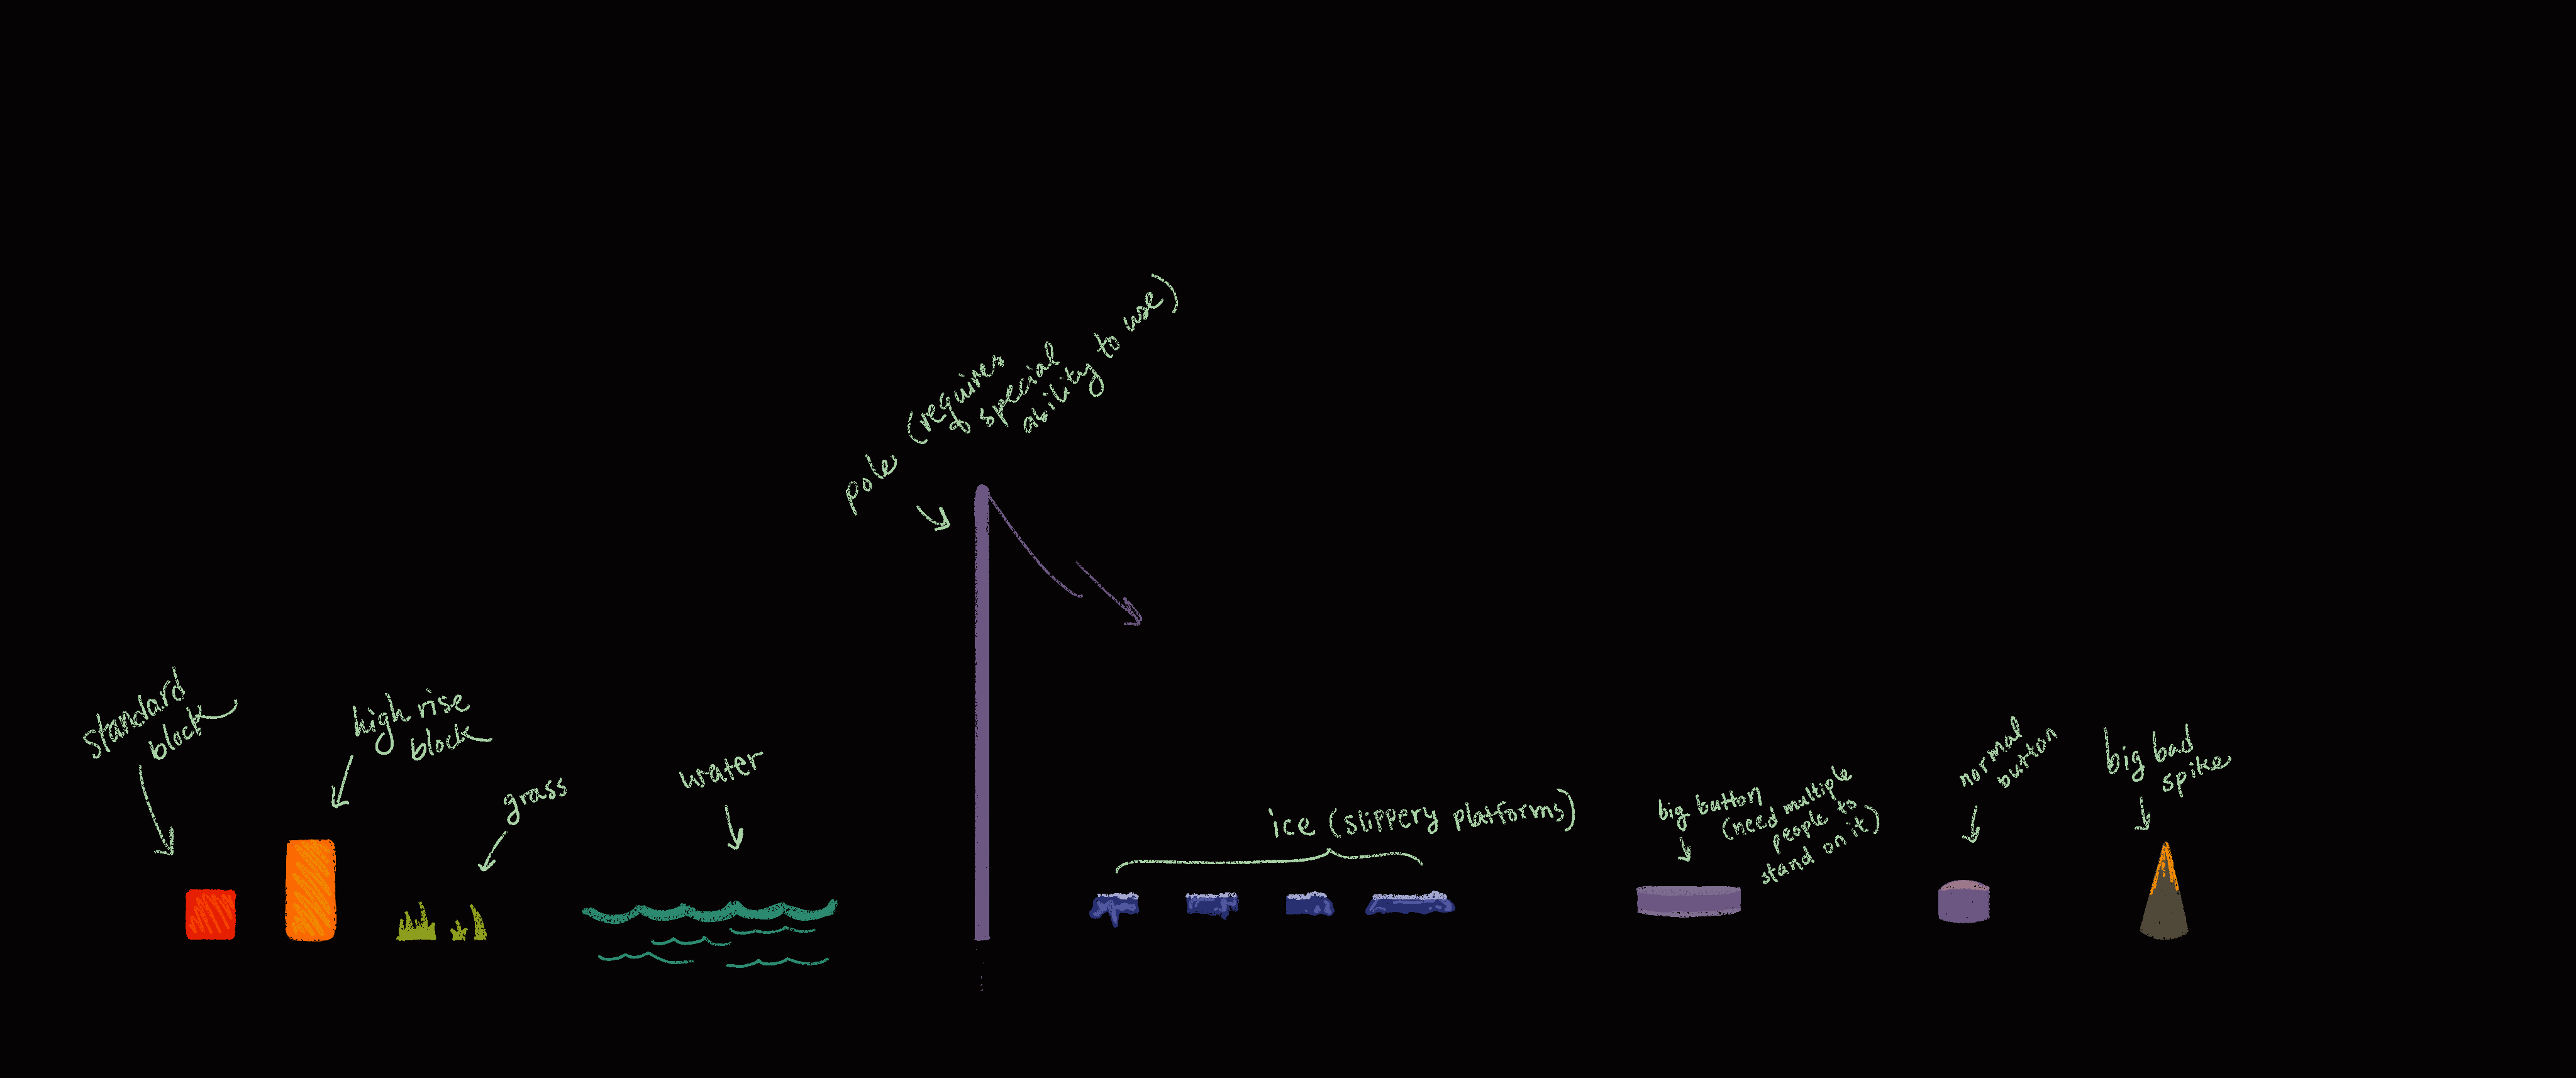 standard
block
high rise
block
grass
water
pole (requires
special
ability to use)
ice (slippery platforms)
big button
(need multiple
people to
stand on it)
normal
button
big bad
spike